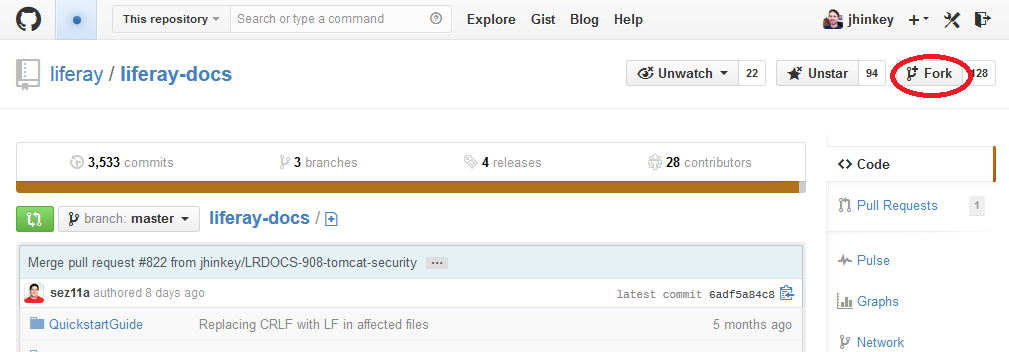 This repository Search or type a command Explore Gist Blog Help jhinkey
liferay / liferay-docs Unwatch 22 Unstar 94 Fork 128
3,533 commits 3 branches 4 releases 28 contributors
Code
branch: master liferay-docs /
Pull Requests 1
Merge pull request #822 from jhinkey/LRDOCS-908-tomcat-security ...
Pulse
sez11a authored 8 days ago latest commit 6adf5a84c8
Graphs
QuickstartGuide Replacing CRLF with LF in affected files 5 months ago
Network